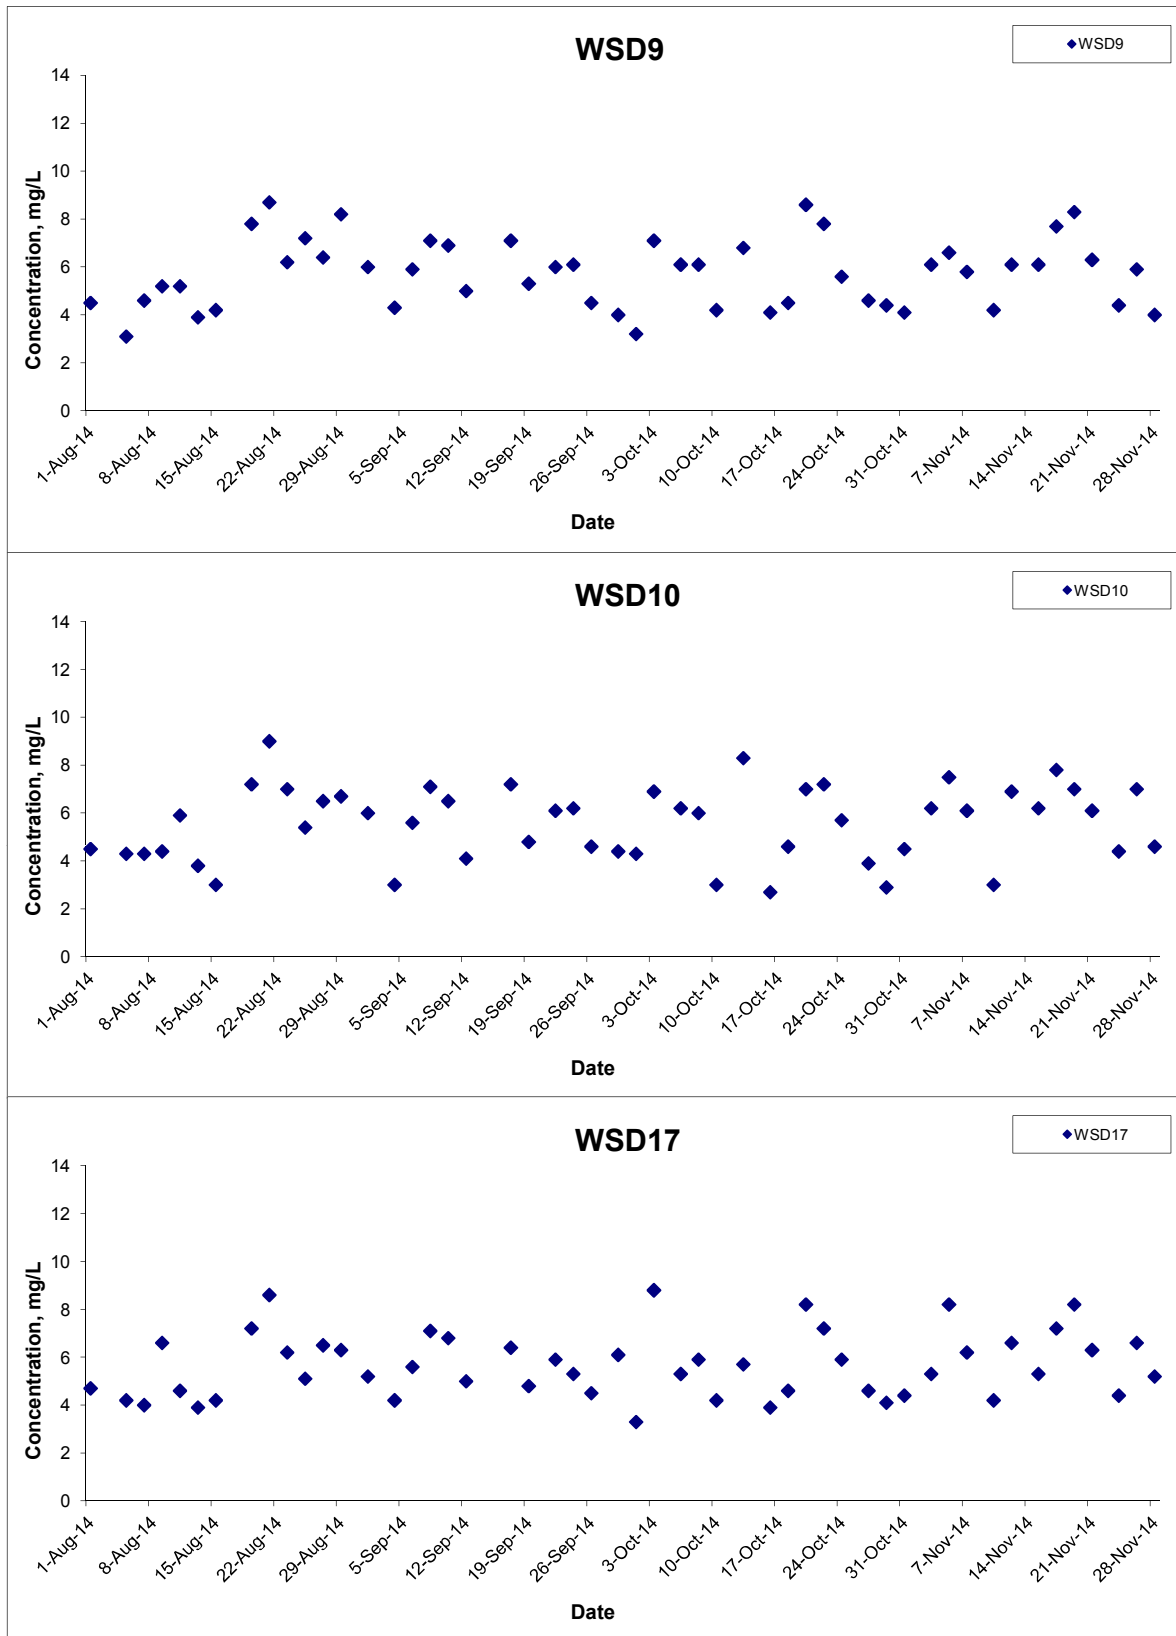 WSD9
WSD9
Concentration, mg/L
14
12
10
8
6
4
2
0
1-Aug-14 8-Aug-14 15-Aug-14 22-Aug-14 29-Aug-14 5-Sep-14 12-Sep-14 19-Sep-14 26-Sep-14 3-Oct-14 10-Oct-14 17-Oct-14 24-Oct-14 31-Oct-14 7-Nov-14 14-Nov-14 21-Nov-14 28-Nov-14
Date
WSD10
WSD10
Concentration, mg/L
14
12
10
8
6
4
2
0
1-Aug-14 8-Aug-14 15-Aug-14 22-Aug-14 29-Aug-14 5-Sep-14 12-Sep-14 19-Sep-14 26-Sep-14 3-Oct-14 10-Oct-14 17-Oct-14 24-Oct-14 31-Oct-14 7-Nov-14 14-Nov-14 21-Nov-14 28-Nov-14
Date
WSD17
WSD17
Concentration, mg/L
14
12
10
8
6
4
2
0
1-Aug-14 8-Aug-14 15-Aug-14 22-Aug-14 29-Aug-14 5-Sep-14 12-Sep-14 19-Sep-14 26-Sep-14 3-Oct-14 10-Oct-14 17-Oct-14 24-Oct-14 31-Oct-14 7-Nov-14 14-Nov-14 21-Nov-14 28-Nov-14
Date